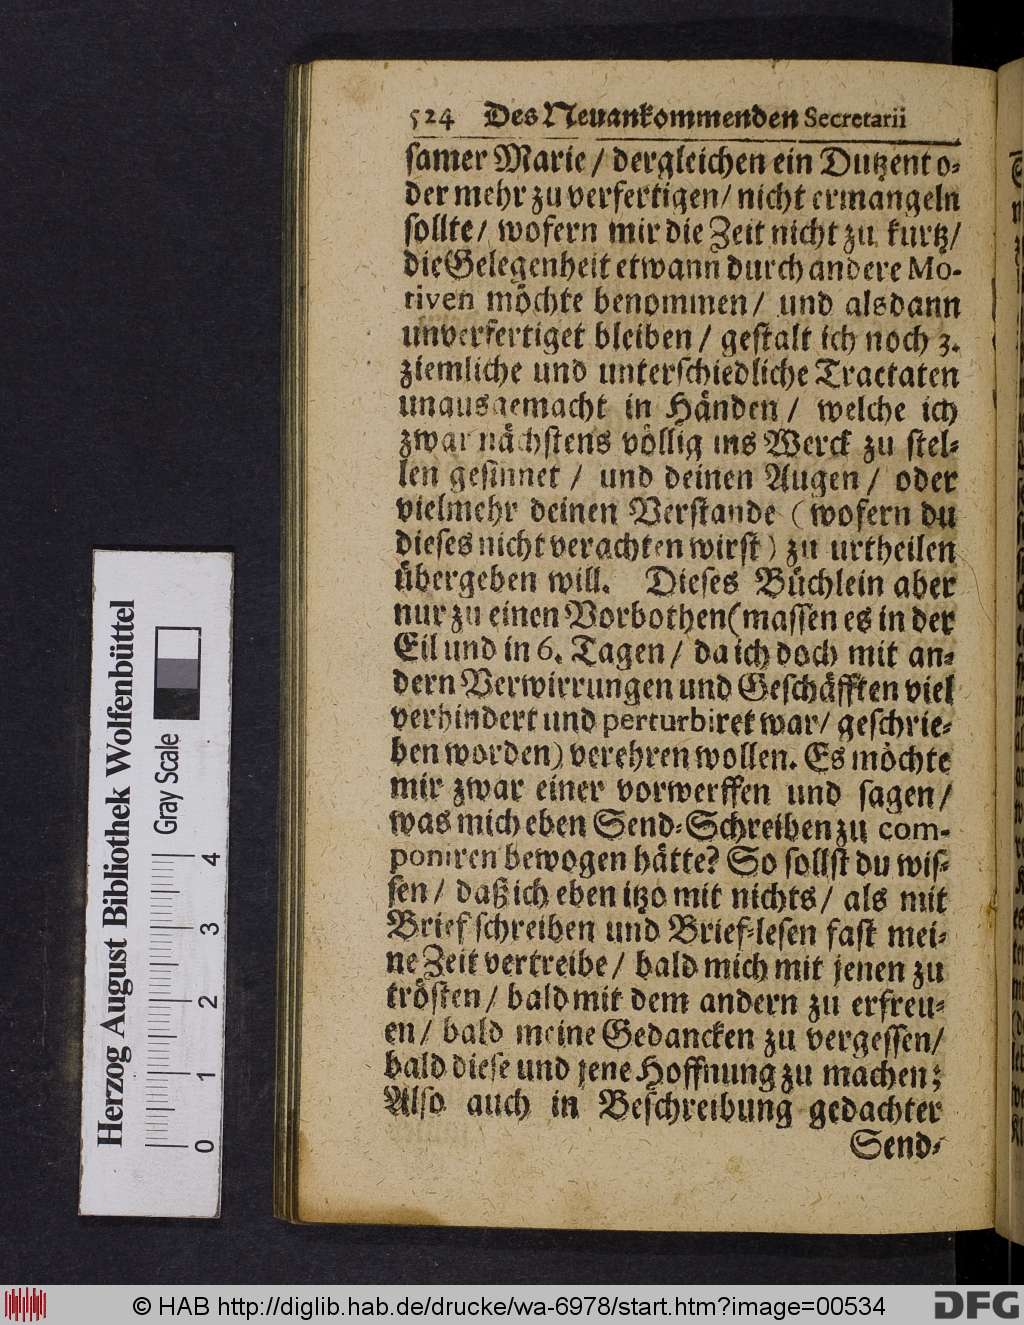 524 Des Neuankommenden Secretarii
samer Marie / dergleichen ein Dutzent o-
der mehr zu verfertigen / nicht ermangeln
sollte / wofern mir die Zeit nicht zu kurtz /
die Gelegenheit etwann durch andere Mo-
tiven möchte benommen / und alsdann
unverfertiget bleiben / gestalt ich noch 3.
ziemliche und unterschiedliche Tractaten
unausgemacht in Händen / welche ich
zwar nächstens völlig ins Werck zu stel-
len gesinnet / und deinen Augen / oder
vielmehr deinen Verstande (wofern du
dieses nicht verachten wirst) zu urtheilen
übergeben will. Dieses Büchlein aber
nur zu einen Vorbothen (massen es in der
Eil und in 6. Tagen / da ich doch mit an-
dern Verwirrungen und Geschäfften viel
verhindert und perturbiret war / geschrie-
ben worden) verehren wollen. Es möchte
mir zwar einer vorwerffen und sagen /
was mich eben Send-Schreiben zu com-
poniren bewogen hätte? So sollst du wis-
sen / daß ich eben itzo mit nichts / als mit
Brief schreiben und Brief-lesen fast mei-
ne Zeit vertreibe / bald mich mit jenen zu
trösten / bald mit dem andern zu erfreu-
en / bald meine Gedancken zu vergessen /
bald diese und jene Hoffnung zu machen;
Also auch in Beschreibung gedachter
Send-
Herzog August Bibliothek Wolfenbüttel
Gray Scale
0 1 2 3 4
© HAB http://diglib.hab.de/drucke/wa-6978/start.htm?image=00534
DFG